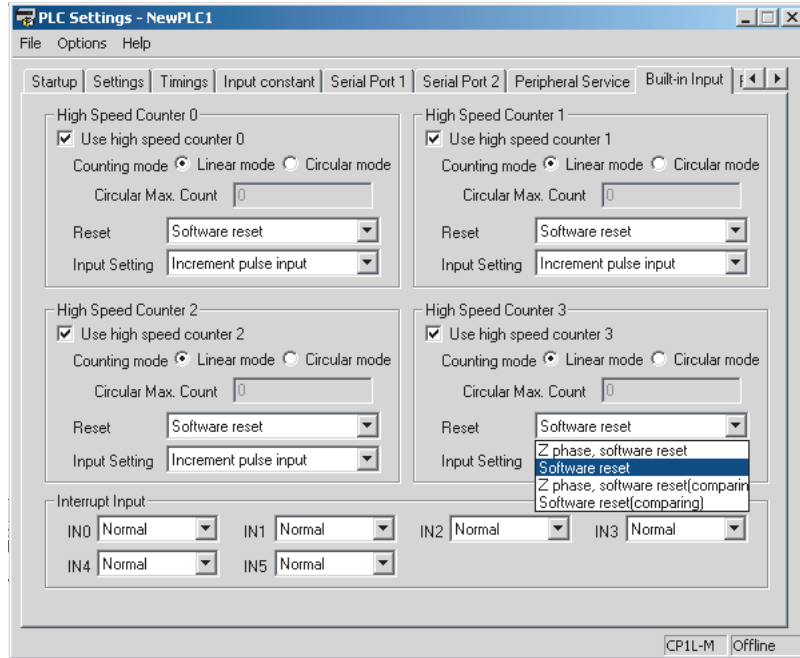 PLC Settings - NewPLC1
File Options Help
Startup Settings Timings Input constant Serial Port 1 Serial Port 2 Peripheral Service Built-in Input
High Speed Counter 0
Use high speed counter 0
Counting mode Linear mode Circular mode
Circular Max. Count 0
Reset Software reset
Input Setting Increment pulse input
High Speed Counter 1
Use high speed counter 1
Counting mode Linear mode Circular mode
Circular Max. Count 0
Reset Software reset
Input Setting Increment pulse input
High Speed Counter 2
Use high speed counter 2
Counting mode Linear mode Circular mode
Circular Max. Count 0
Reset Software reset
Input Setting Increment pulse input
High Speed Counter 3
Use high speed counter 3
Counting mode Linear mode Circular mode
Circular Max. Count 0
Reset Software reset
Input Setting
Z phase, software reset
Software reset
Z phase, software reset(comparin
Software reset(comparing)
Interrupt Input
IN0 Normal IN1 Normal IN2 Normal IN3 Normal
IN4 Normal IN5 Normal
CP1L-M Offline